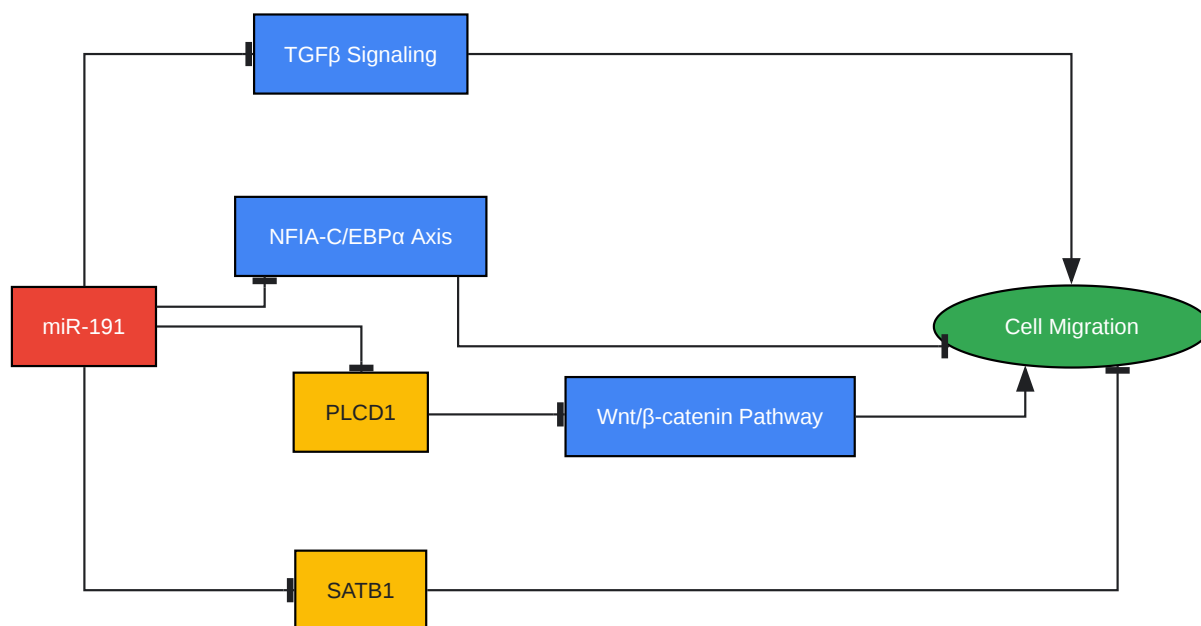 TGFβ Signaling
NFIA-C/EBPα Axis
miR-191
Cell Migration
PLCD1
Wnt/β-catenin Pathway
SATB1